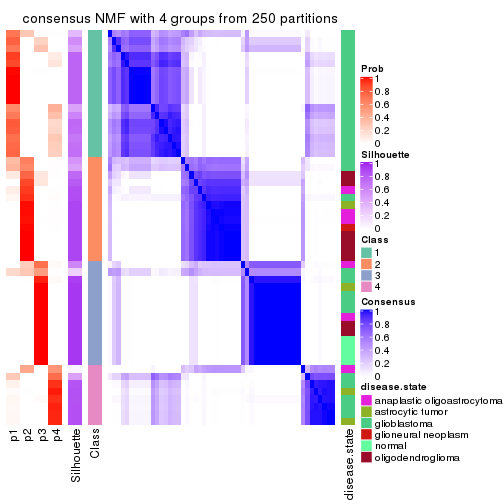 consensus NMF with 4 groups from 250 partitions
Prob
1
0.8
0.6
0.4
0.2
0
Silhouette
1
0.8
0.6
0.4
0.2
0
Class
1
2
3
4
Consensus
1
0.8
0.6
0.4
0.2
0
disease.state
anaplastic oligoastrocytoma
astrocytic tumor
glioblastoma
glioneural neoplasm
normal
oligodendroglioma
p1
p2
p3
p4
Silhouette
Class
disease.state